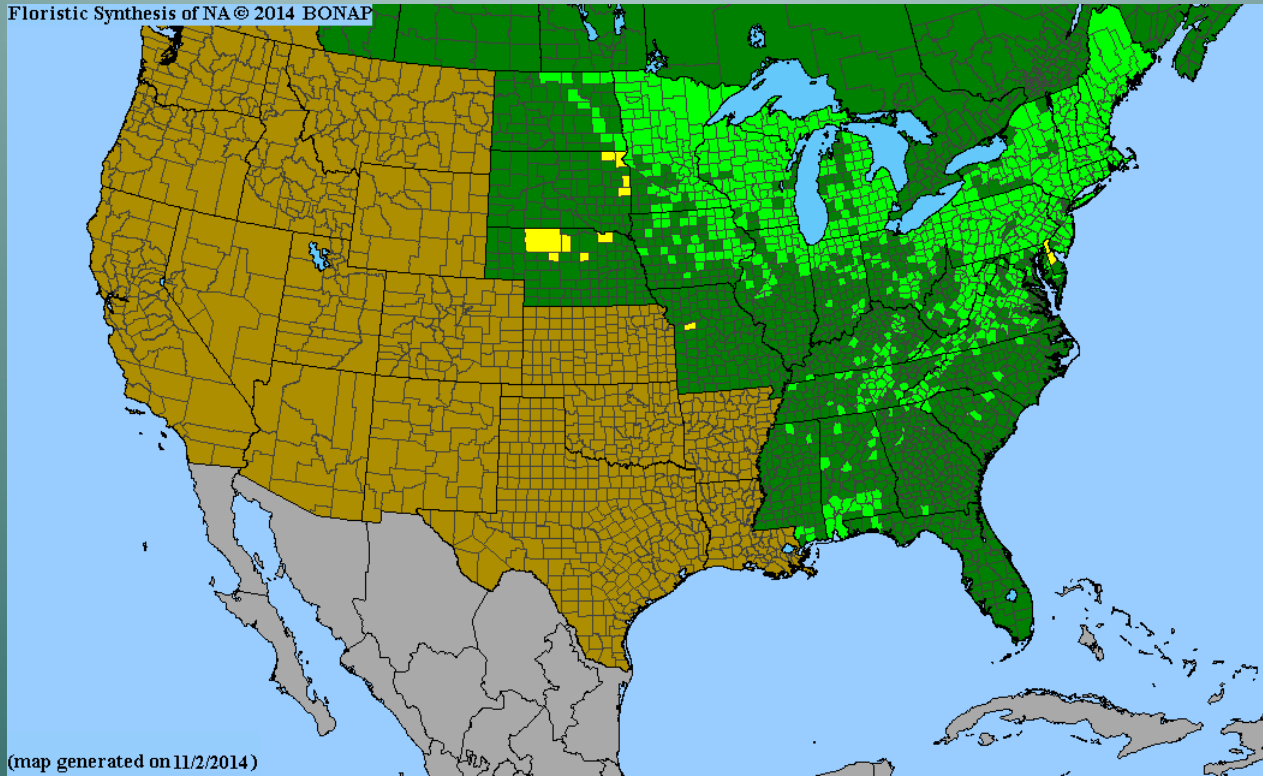 Floristic Synthesis of NA © 2014 BONAP
(map generated on 11/2/2014)